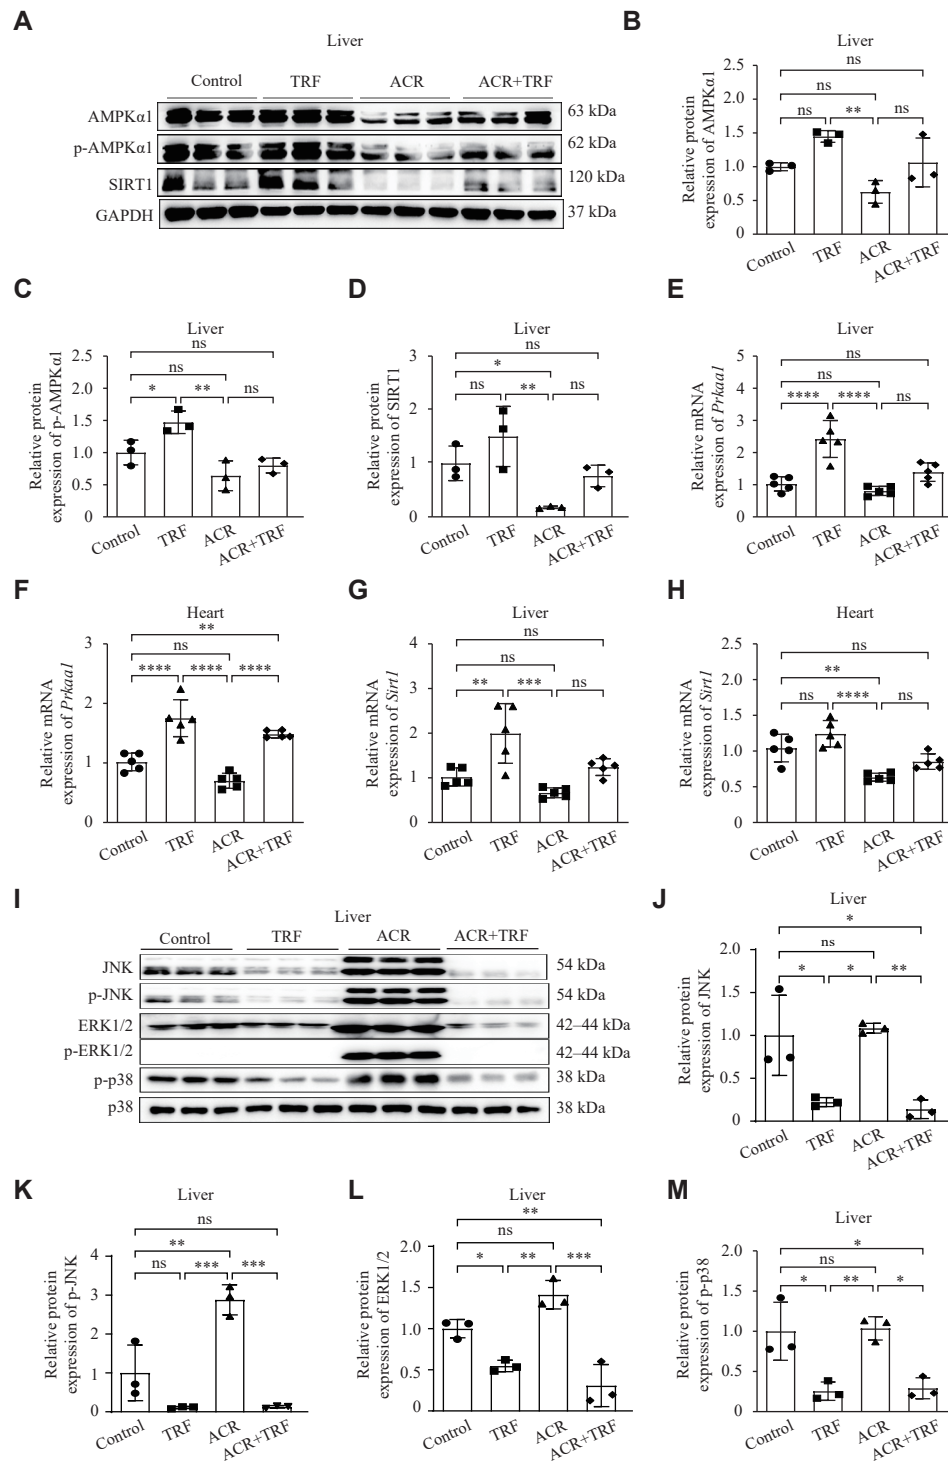 A
Liver
Control TRF ACR ACR+TRF
AMPKα1 63 kDa
p-AMPKα1 62 kDa
SIRT1 120 kDa
GAPDH 37 kDa
B
Liver
Relative protein
expression of AMPKα1
2.5
2.0
1.5
1.0
0.5
0
ns
ns
ns ** ns
Control TRF ACR ACR+TRF
C
Liver
Relative protein
expression of p-AMPKα1
2.5
2.0
1.5
1.0
0.5
0
ns
ns
* ** ns
Control TRF ACR ACR+TRF
D
Liver
Relative protein
expression of SIRT1
3
2
1
0
ns
*
ns ** ns
Control TRF ACR ACR+TRF
E
Liver
Relative mRNA
expression of Prkaa1
5
4
3
2
1
0
ns
ns
**** **** ns
Control TRF ACR ACR+TRF
F
Heart
Relative mRNA
expression of Prkaa1
3
2
1
0
**
ns
**** **** ****
Control TRF ACR ACR+TRF
G
Liver
Relative mRNA
expression of Sirt1
4
3
2
1
0
ns
ns
** *** ns
Control TRF ACR ACR+TRF
H
Heart
Relative mRNA
expression of Sirt1
2.5
2.0
1.5
1.0
0.5
0
ns
**
ns **** ns
Control TRF ACR ACR+TRF
I
Liver
Control TRF ACR ACR+TRF
JNK 54 kDa
p-JNK 54 kDa
ERK1/2 42–44 kDa
p-ERK1/2 42–44 kDa
p-p38 38 kDa
p38 38 kDa
J
Liver
Relative protein
expression of JNK
2.0
1.5
1.0
0.5
0
*
ns
* * **
Control TRF ACR ACR+TRF
K
Liver
Relative protein
expression of p-JNK
4
3
2
1
0
ns
**
ns *** ***
Control TRF ACR ACR+TRF
L
Liver
Relative protein
expression of ERK1/2
2.0
1.5
1.0
0.5
0
**
ns
* ** ***
Control TRF ACR ACR+TRF
M
Liver
Relative protein
expression of p-p38
2.0
1.5
1.0
0.5
0
*
ns
* ** *
Control TRF ACR ACR+TRF